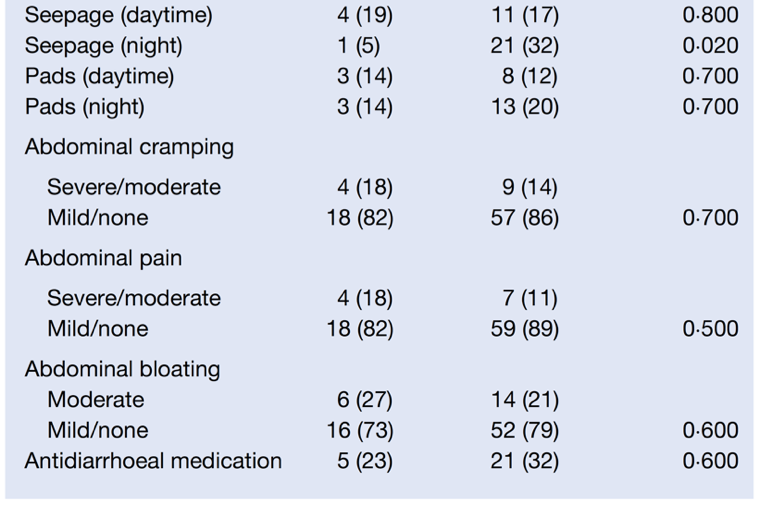 Seepage (daytime) 4 (19) 11 (17) 0·800
Seepage (night) 1 (5) 21 (32) 0·020
Pads (daytime) 3 (14) 8 (12) 0·700
Pads (night) 3 (14) 13 (20) 0·700
Abdominal cramping
Severe/moderate 4 (18) 9 (14)
Mild/none 18 (82) 57 (86) 0·700
Abdominal pain
Severe/moderate 4 (18) 7 (11)
Mild/none 18 (82) 59 (89) 0·500
Abdominal bloating
Moderate 6 (27) 14 (21)
Mild/none 16 (73) 52 (79) 0·600
Antidiarrhoeal medication 5 (23) 21 (32) 0·600